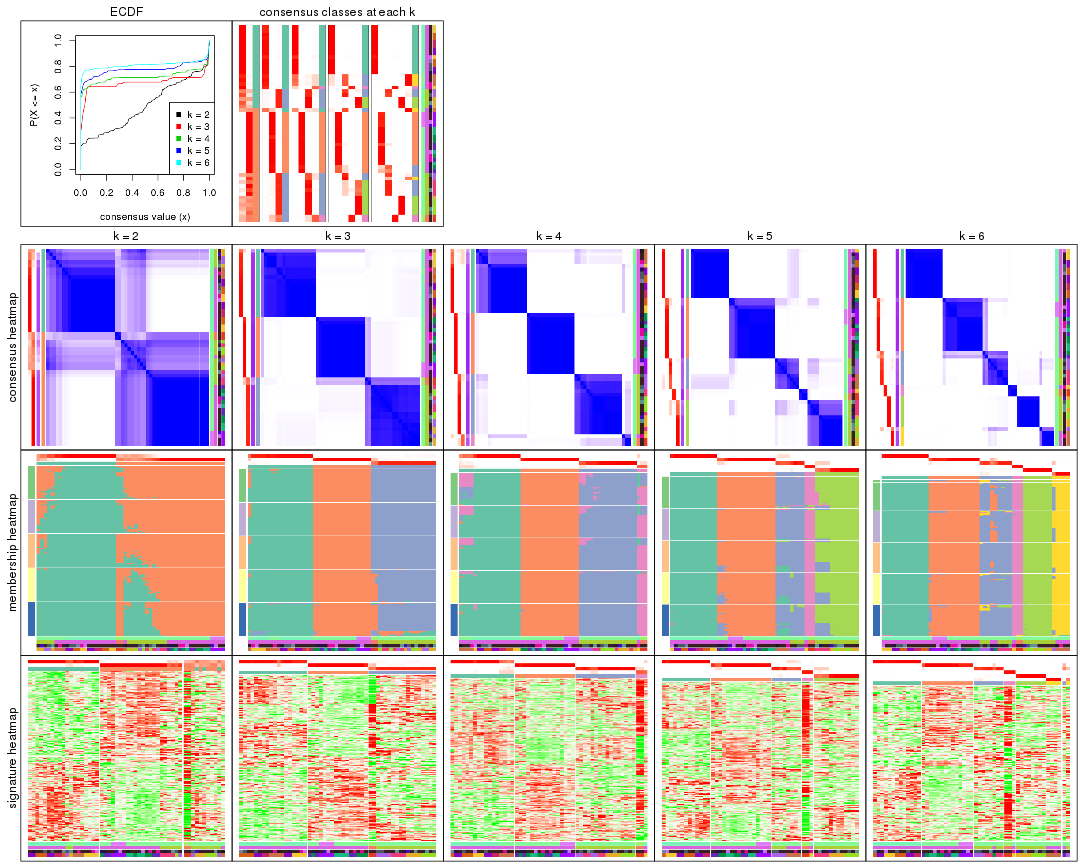 ECDF
consensus classes at each k
P(X <= x)
1.0
0.8
0.6
0.4
0.2
0.0
k = 2
k = 3
k = 4
k = 5
k = 6
0.0 0.2 0.4 0.6 0.8 1.0
consensus value (x)
k = 2
k = 3
k = 4
k = 5
k = 6
consensus heatmap
membership heatmap
signature heatmap